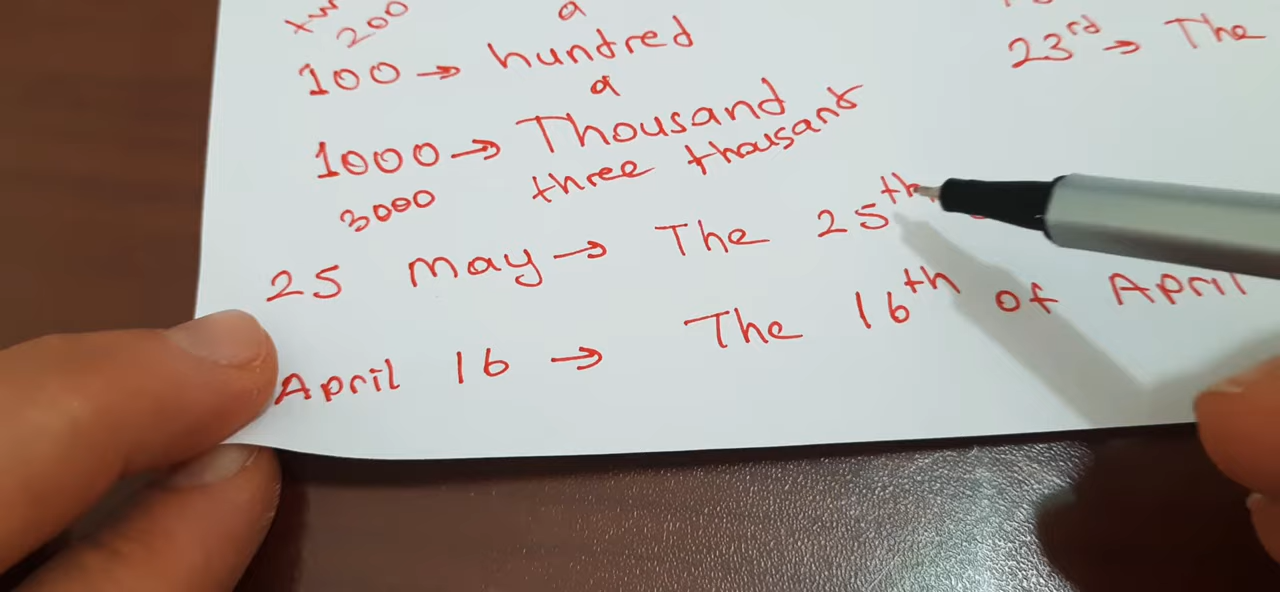 200
a
100 → hundred
23rd → The
a
1000 → Thousand
3000 three thousand
25 May → The 25th
April 16 → The 16th of April